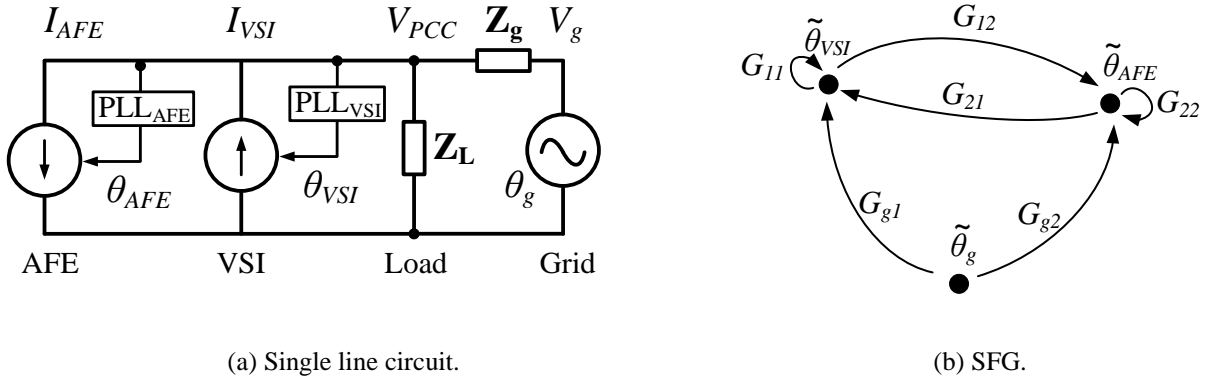 I_AFE I_VSI V_PCC Z_g V_g
PLL_AFE PLL_VSI
Z_L
θ_AFE θ_VSI θ_g
AFE VSI Load Grid
(a) Single line circuit.
G_12
θ̃_VSI
θ̃_AFE
G_11
G_21 G_22
G_g1 G_g2
θ̃_g
(b) SFG.